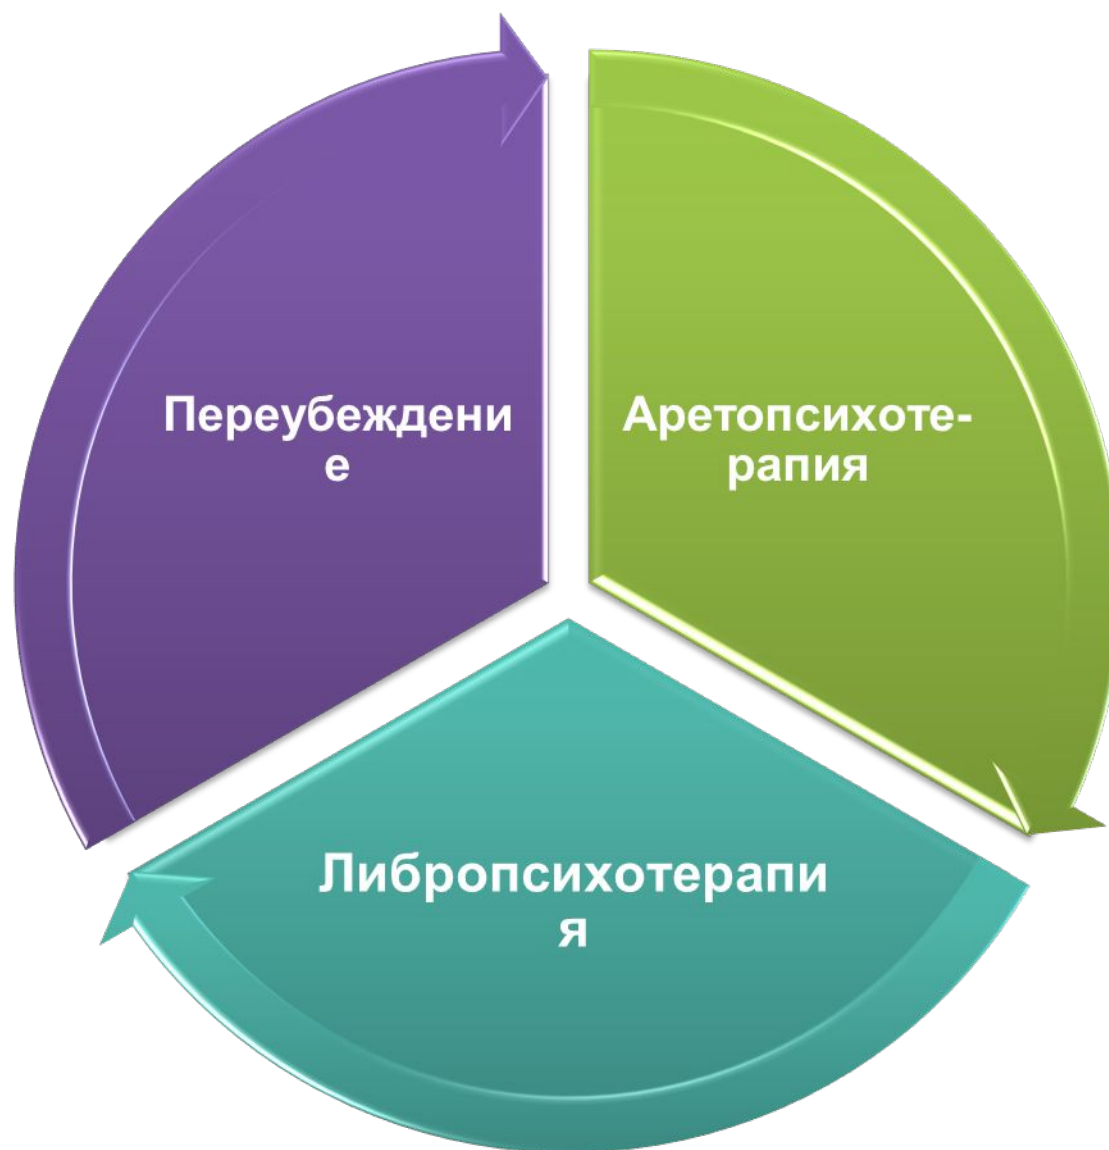 Переубеждени
е
Аретопсихоте-
рапия
Либропсихотерапи
я